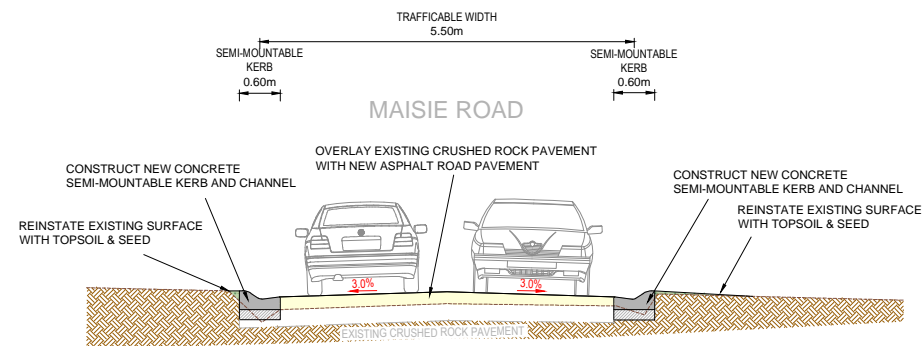 TRAFFICABLE WIDTH
5.50m
SEMI-MOUNTABLE
KERB
0.60m
SEMI-MOUNTABLE
KERB
0.60m
MAISIE ROAD
OVERLAY EXISTING CRUSHED ROCK PAVEMENT
WITH NEW ASPHALT ROAD PAVEMENT
CONSTRUCT NEW CONCRETE
SEMI-MOUNTABLE KERB AND CHANNEL
CONSTRUCT NEW CONCRETE
SEMI-MOUNTABLE KERB AND CHANNEL
REINSTATE EXISTING SURFACE
WITH TOPSOIL & SEED
REINSTATE EXISTING SURFACE
WITH TOPSOIL & SEED
3.0%
3.0%
EXISTING CRUSHED ROCK PAVEMENT